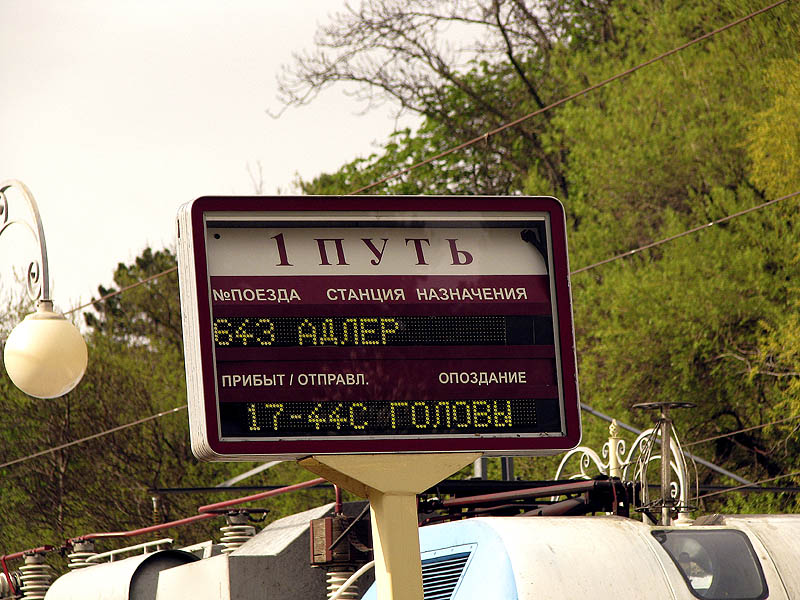 1 ПУТЬ
№ПОЕЗДА СТАНЦИЯ НАЗНАЧЕНИЯ
643 АДЛЕР
ПРИБЫТ / ОТПРАВЛ. ОПОЗДАНИЕ
17-44С ГОЛОВЫ